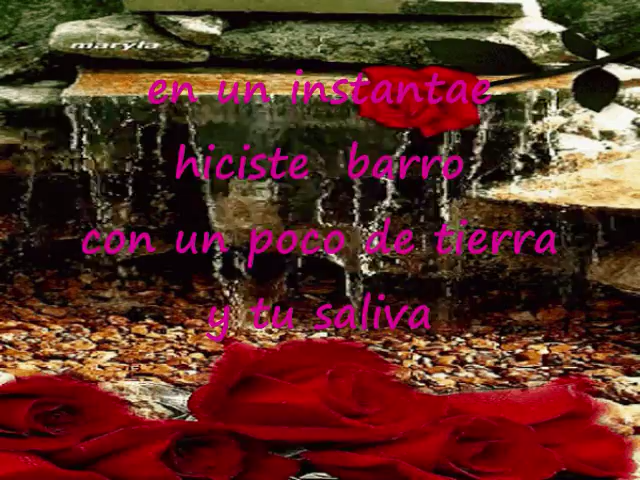 maryla
en un instantae
hiciste barro
con un poco de tierra
y tu saliva